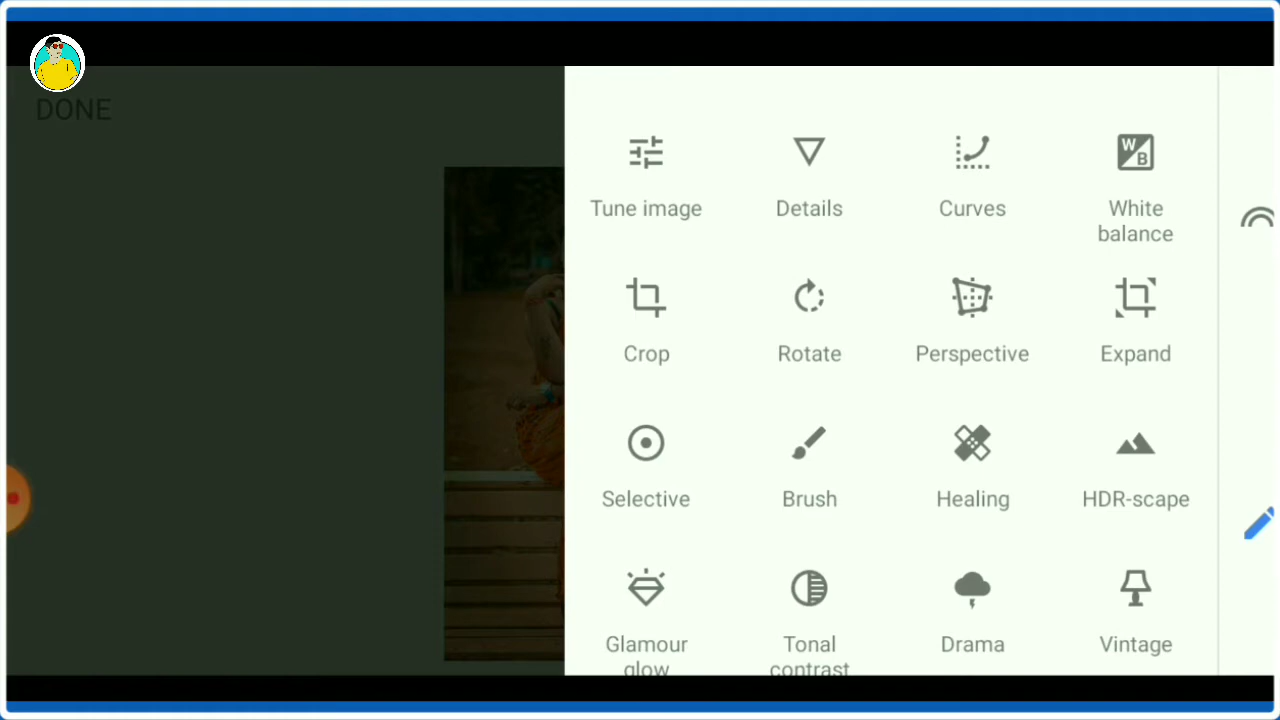 DONE
Tune image
Details
Curves
White
balance
WB
Crop
Rotate
Perspective
Expand
Selective
Brush
Healing
HDR-scape
Glamour
glow
Tonal
contrast
Drama
Vintage